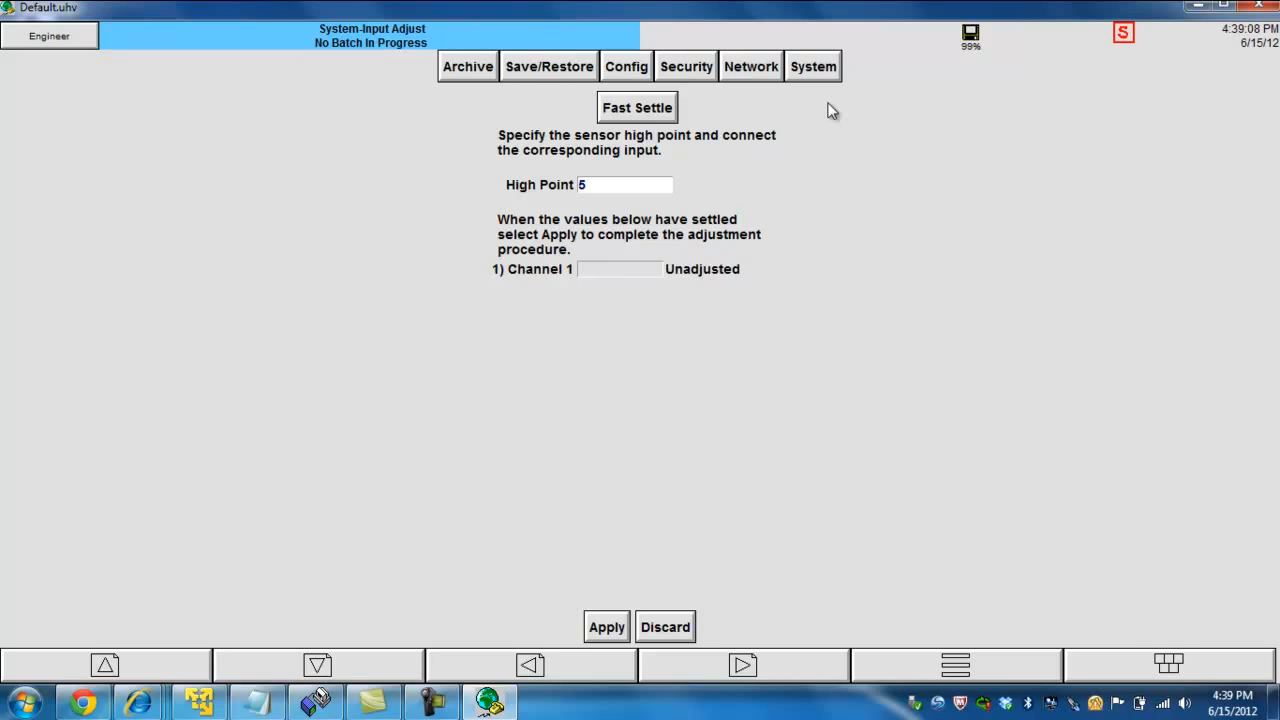 Default.uhv
Engineer
System-Input Adjust
No Batch In Progress
99%
S
4:39:08 PM
6/15/12
Archive Save/Restore Config Security Network System
Fast Settle
Specify the sensor high point and connect
the corresponding input.
High Point 5
When the values below have settled
select Apply to complete the adjustment
procedure.
1) Channel 1 Unadjusted
Apply Discard
4:39 PM
6/15/2012